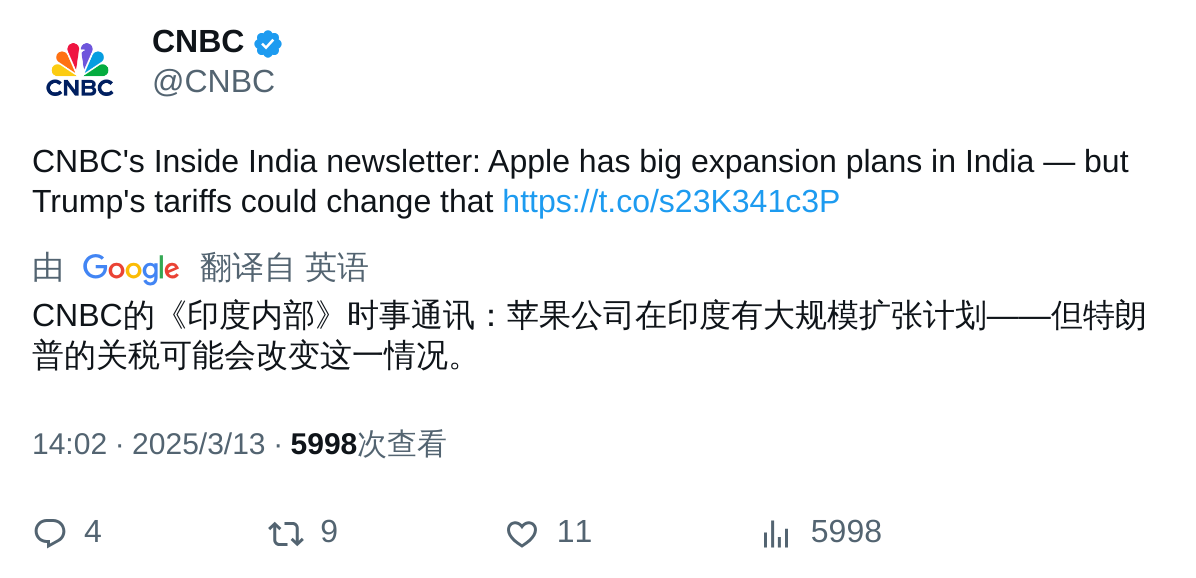 CNBC
CNBC
@CNBC
CNBC's Inside India newsletter: Apple has big expansion plans in India — but
Trump's tariffs could change that https://t.co/s23K341c3P
由 Google 翻译自 英语
CNBC的《印度内部》时事通讯：苹果公司在印度有大规模扩张计划——但特朗
普的关税可能会改变这一情况。
14:02 · 2025/3/13 · 5998次查看
4 9 11 5998